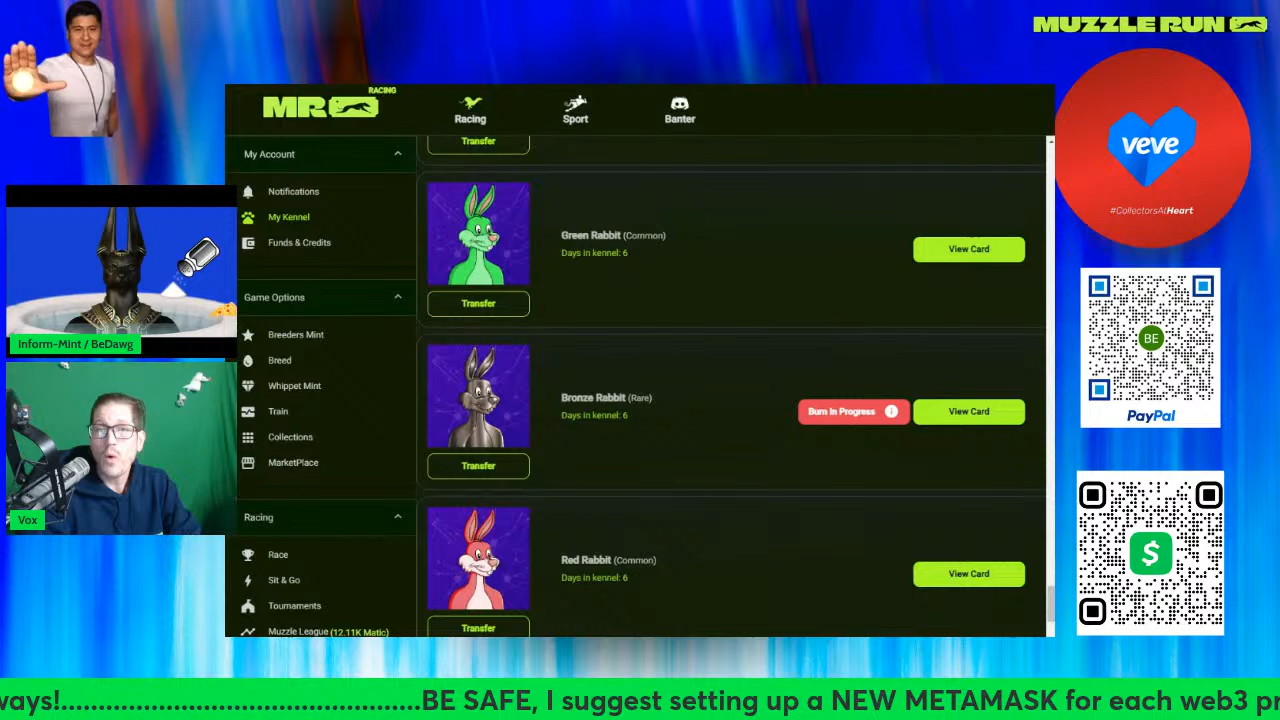 MUZZLE RUN
RACING
MR
Racing
Sport
Banter
My Account
Notifications
My Kennel
Funds & Credits
Game Options
Breeders Mint
Breed
Whippet Mint
Train
Collections
MarketPlace
Racing
Race
Sit & Go
Tournaments
Muzzle League (12.11K Matic)
Transfer
Green Rabbit (Common)
Days in kennel: 6
View Card
Transfer
Bronze Rabbit (Rare)
Days in kennel: 6
Burn In Progress
View Card
Transfer
Red Rabbit (Common)
Days in kennel: 6
View Card
Transfer
Inform-Mint / BeDawg
Vox
veve
#CollectorsAtHeart
BE
PayPal
$
ways!.................................................BE SAFE, I suggest setting up a NEW METAMASK for each web3 pr